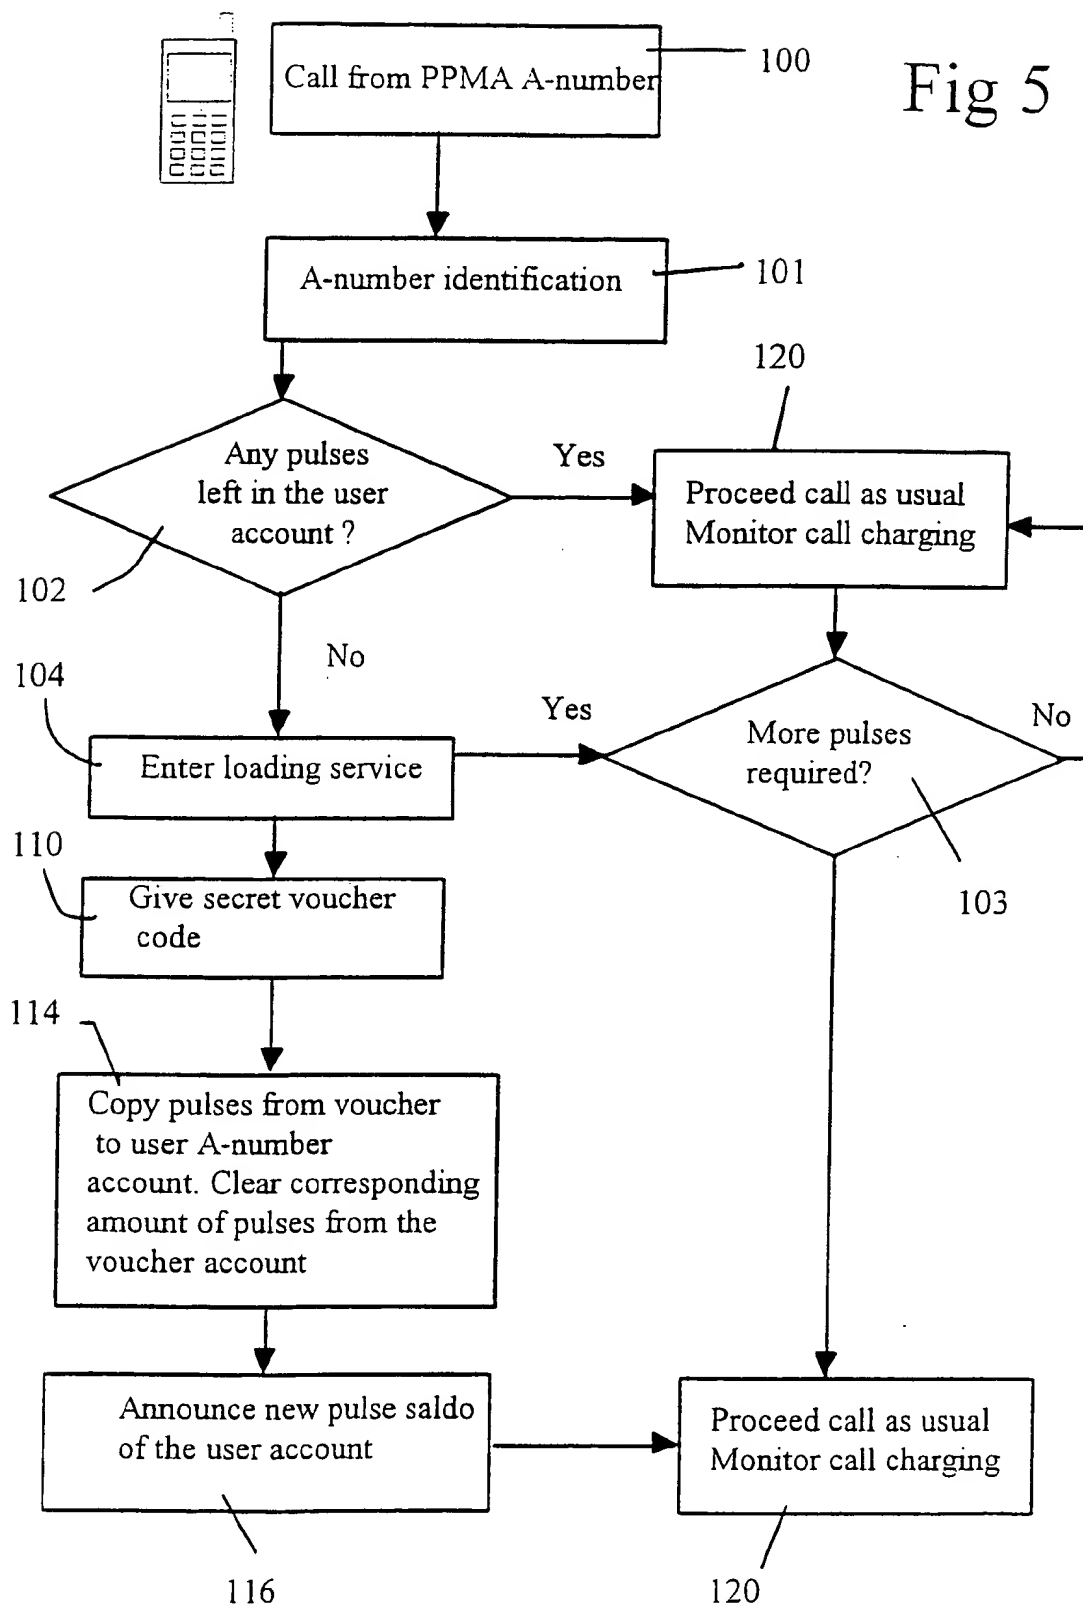 Fig 5
Call from PPMA A-number
100
A-number identification
101
120
Any pulses
left in the user
account ?
102
Yes
Proceed call as usual
Monitor call charging
No
104
Enter loading service
Yes
More pulses
required?
No
103
110
Give secret voucher
code
114
Copy pulses from voucher
to user A-number
account. Clear corresponding
amount of pulses from the
voucher account
Announce new pulse saldo
of the user account
116
Proceed call as usual
Monitor call charging
120